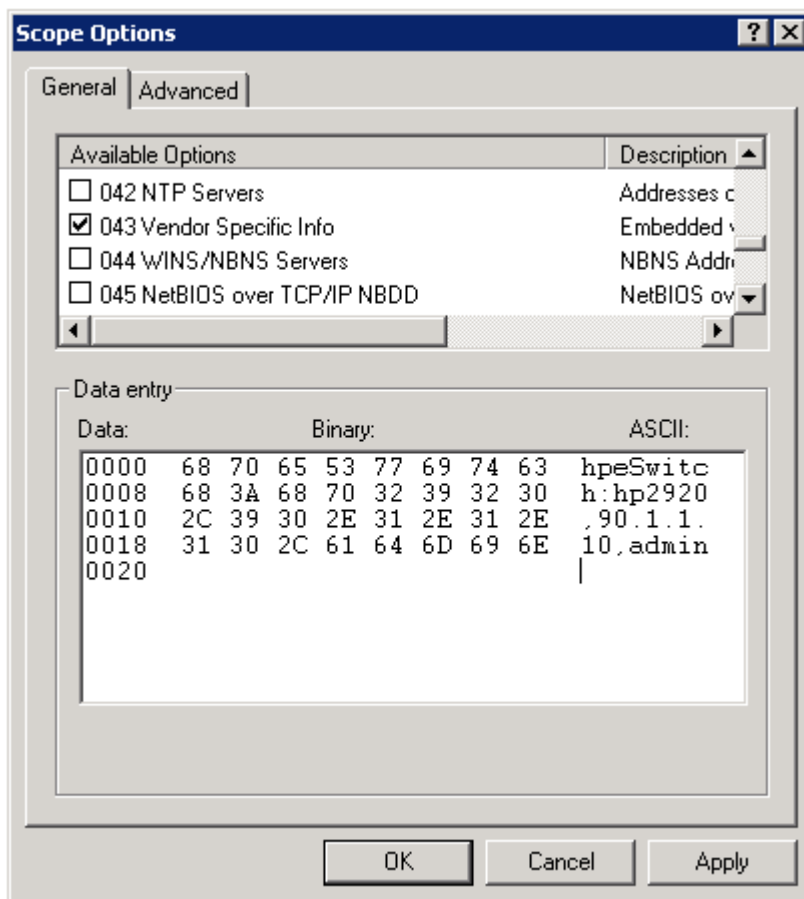 Scope Options
General Advanced
Available Options Description
042 NTP Servers Addresses c
043 Vendor Specific Info Embedded v
044 WINS/NBNS Servers NBNS Addr
045 NetBIOS over TCP/IP NBDD NetBIOS ov
Data entry
Data: Binary: ASCII:
0000 68 70 65 53 77 69 74 63 hpeSwitc
0008 68 3A 68 70 32 39 32 30 h:hp2920
0010 2C 39 30 2E 31 2E 31 2E ,90.1.1.
0018 31 30 2C 61 64 6D 69 6E 10,admin
0020
OK Cancel Apply